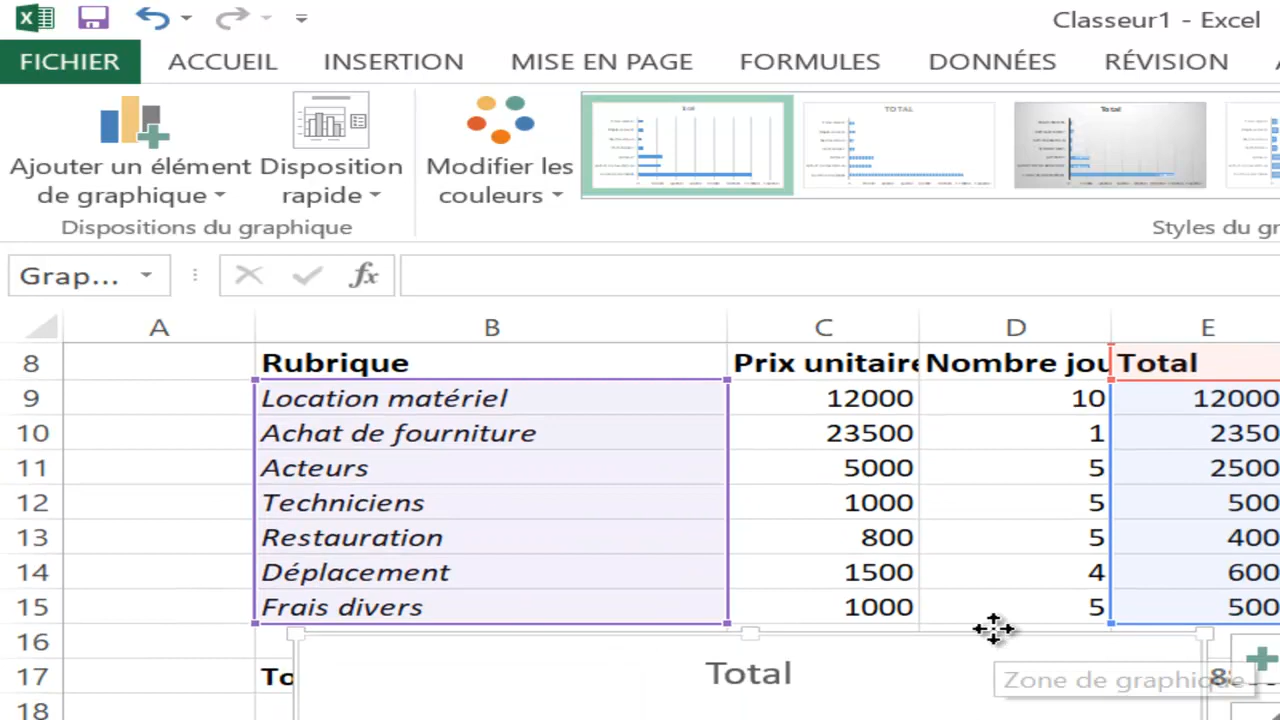 Classeur1 - Excel
FICHIER ACCUEIL INSERTION MISE EN PAGE FORMULES DONNÉES RÉVISION
Ajouter un élément de graphique
Disposition rapide
Modifier les couleurs
Total TOTAL Total
Dispositions du graphique
Styles du gr
Grap... fx
A B C D E
8 Rubrique Prix unitaire Nombre jou Total
9 Location matériel 12000 10 12000
10 Achat de fourniture 23500 1 2350
11 Acteurs 5000 5 2500
12 Techniciens 1000 5 500
13 Restauration 800 5 400
14 Déplacement 1500 4 600
15 Frais divers 1000 5 500
16
Total
17 To
Zone de graphique
18